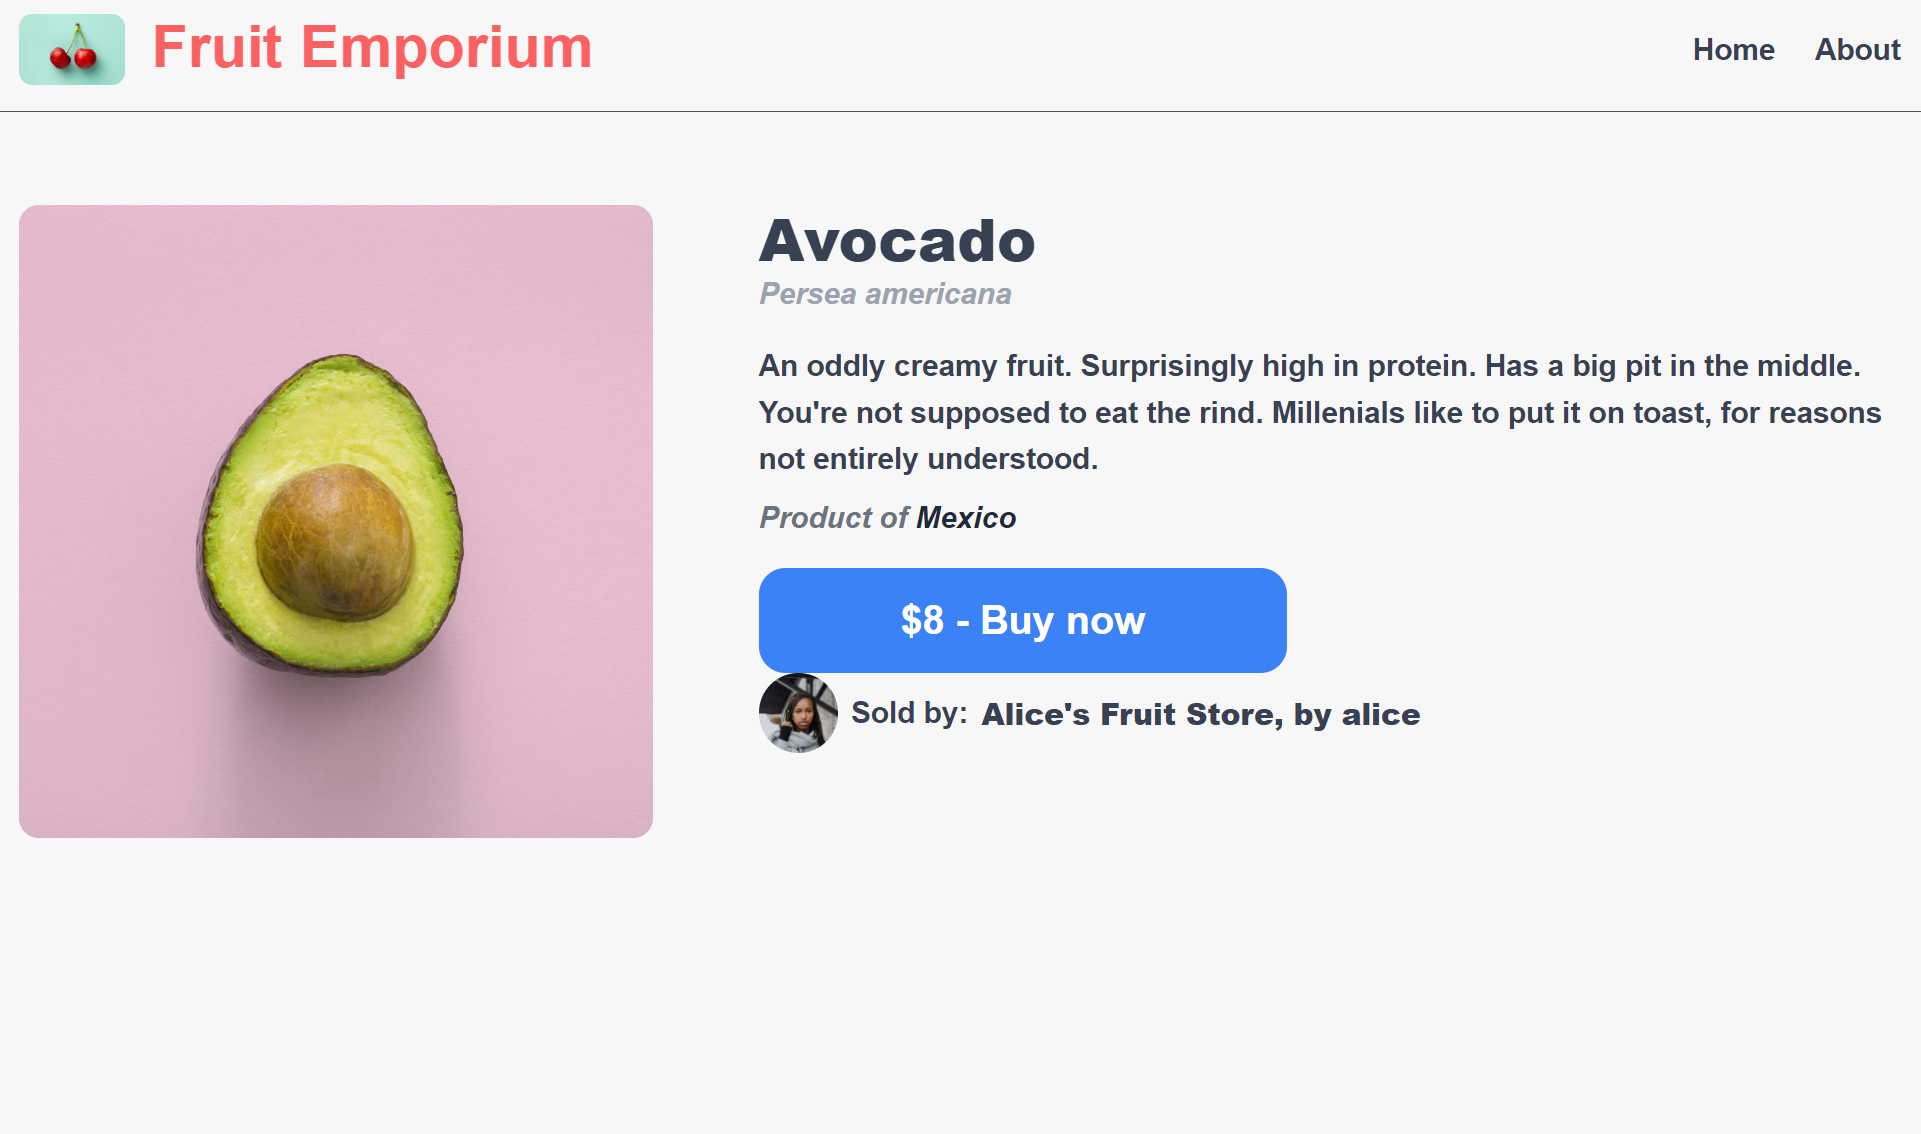 Fruit Emporium
Home About
Avocado
Persea americana
An oddly creamy fruit. Surprisingly high in protein. Has a big pit in the middle.
You're not supposed to eat the rind. Millenials like to put it on toast, for reasons
not entirely understood.
Product of Mexico
$8 - Buy now
Sold by: Alice's Fruit Store, by alice